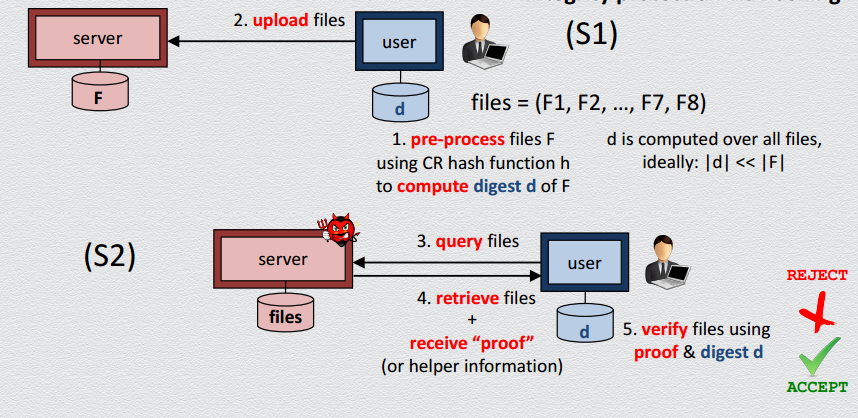 2. upload files
(S1)
server
user
F
d
files = (F1, F2, …, F7, F8)
1. pre-process files F
using CR hash function h
to compute digest d of F
d is computed over all files,
ideally: |d| << |F|
(S2)
server
3. query files
user
files
4. retrieve files
+
receive “proof”
(or helper information)
d
5. verify files using
proof & digest d
REJECT
ACCEPT